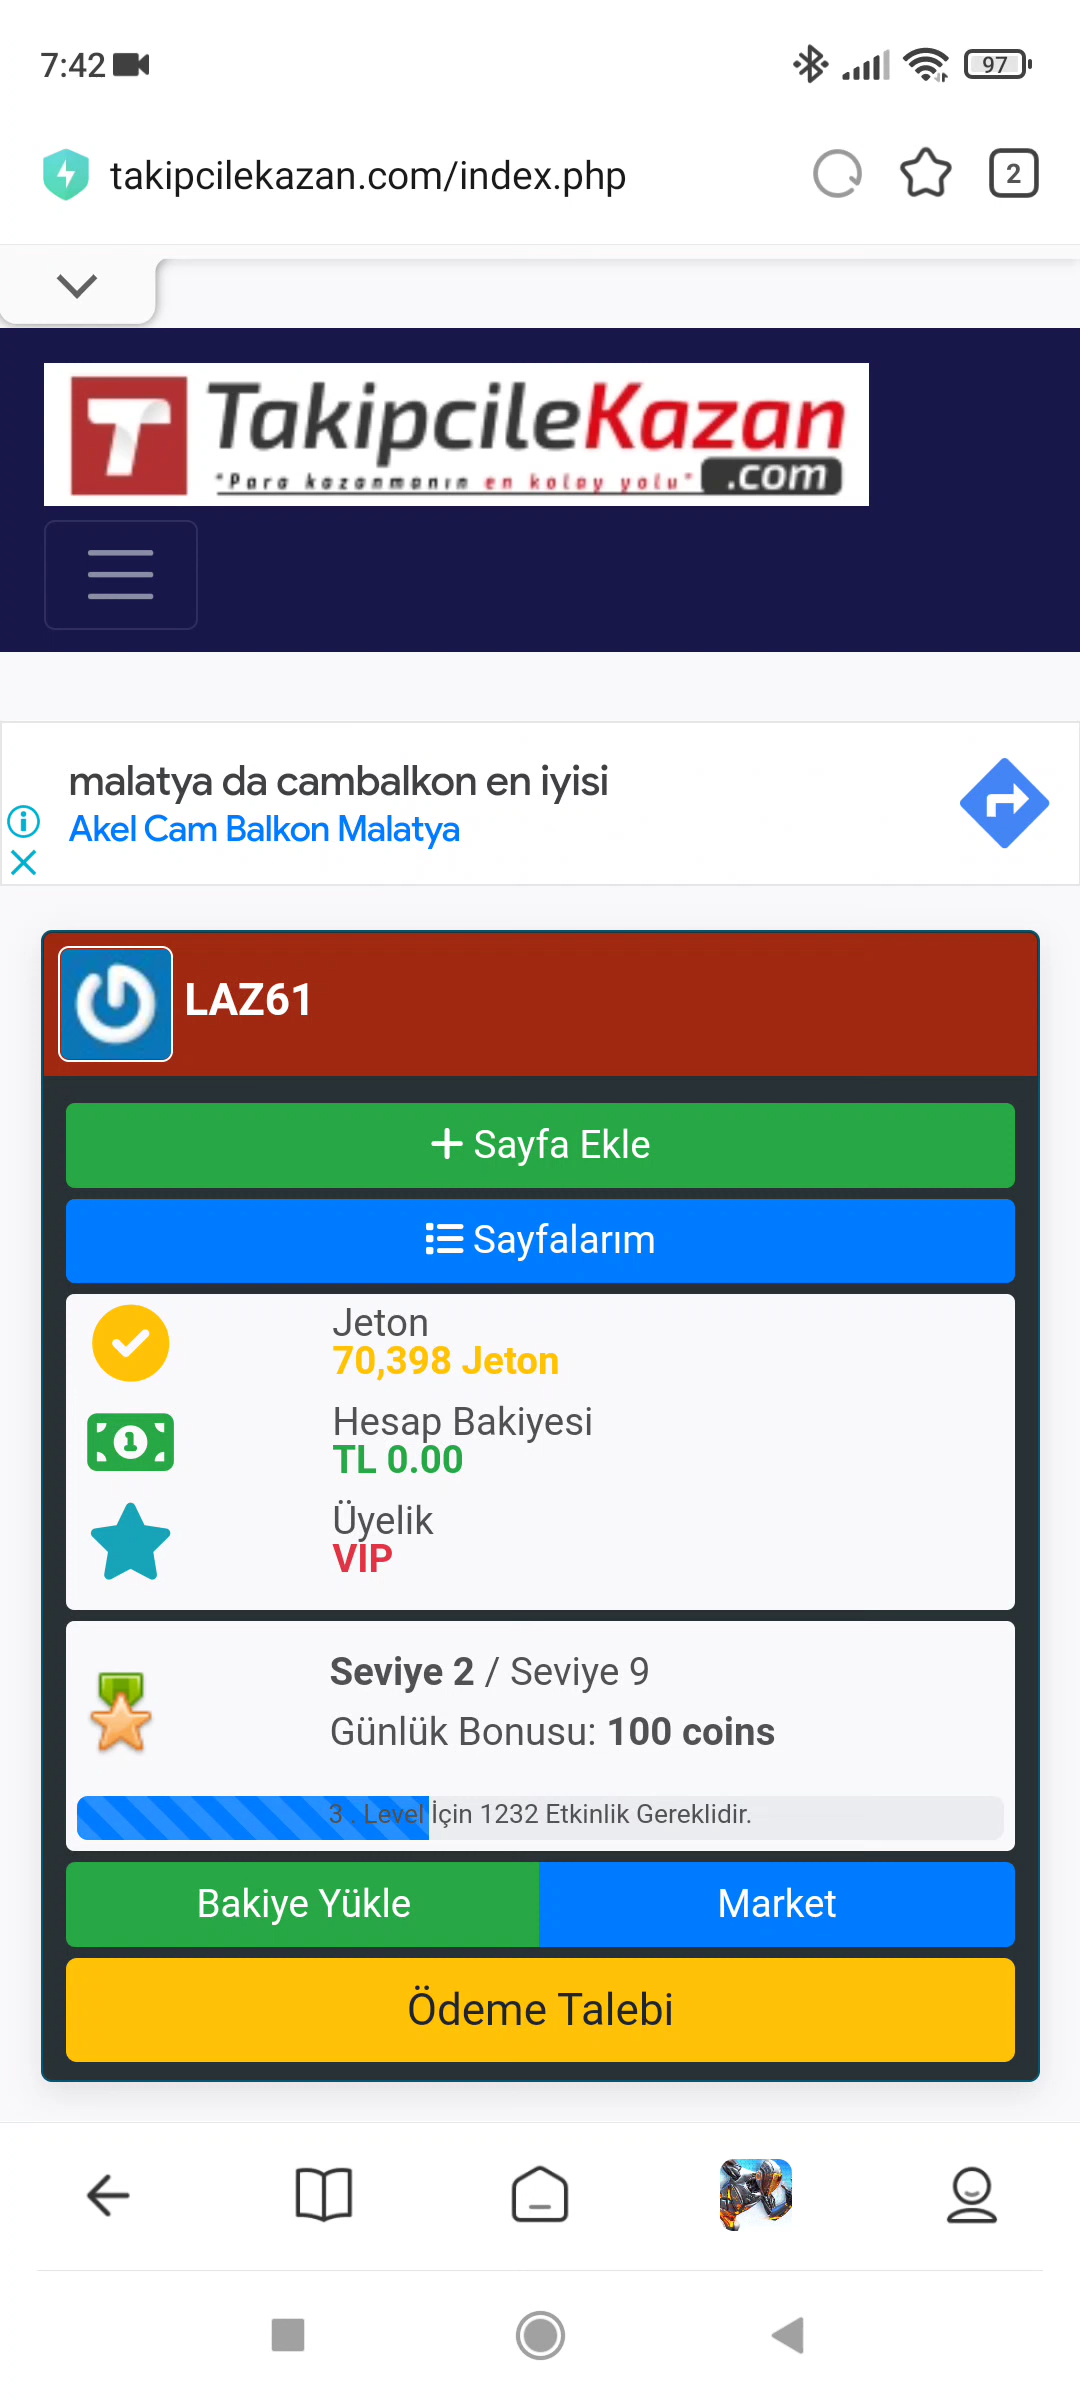 7:42
97
takipcilekazan.com/index.php
2
TakipcileKazan
"Para kazanmanın en kolay yolu"
.com
malatya da cambalkon en iyisi
Akel Cam Balkon Malatya
LAZ61
Sayfa Ekle
Sayfalarım
Jeton
70,398 Jeton
Hesap Bakiyesi
TL 0.00
Üyelik
VİP
Seviye 2 / Seviye 9
Günlük Bonusu: 100 coins
3 . Level İçin 1232 Etkinlik Gereklidir.
Bakiye Yükle
Market
Ödeme Talebi